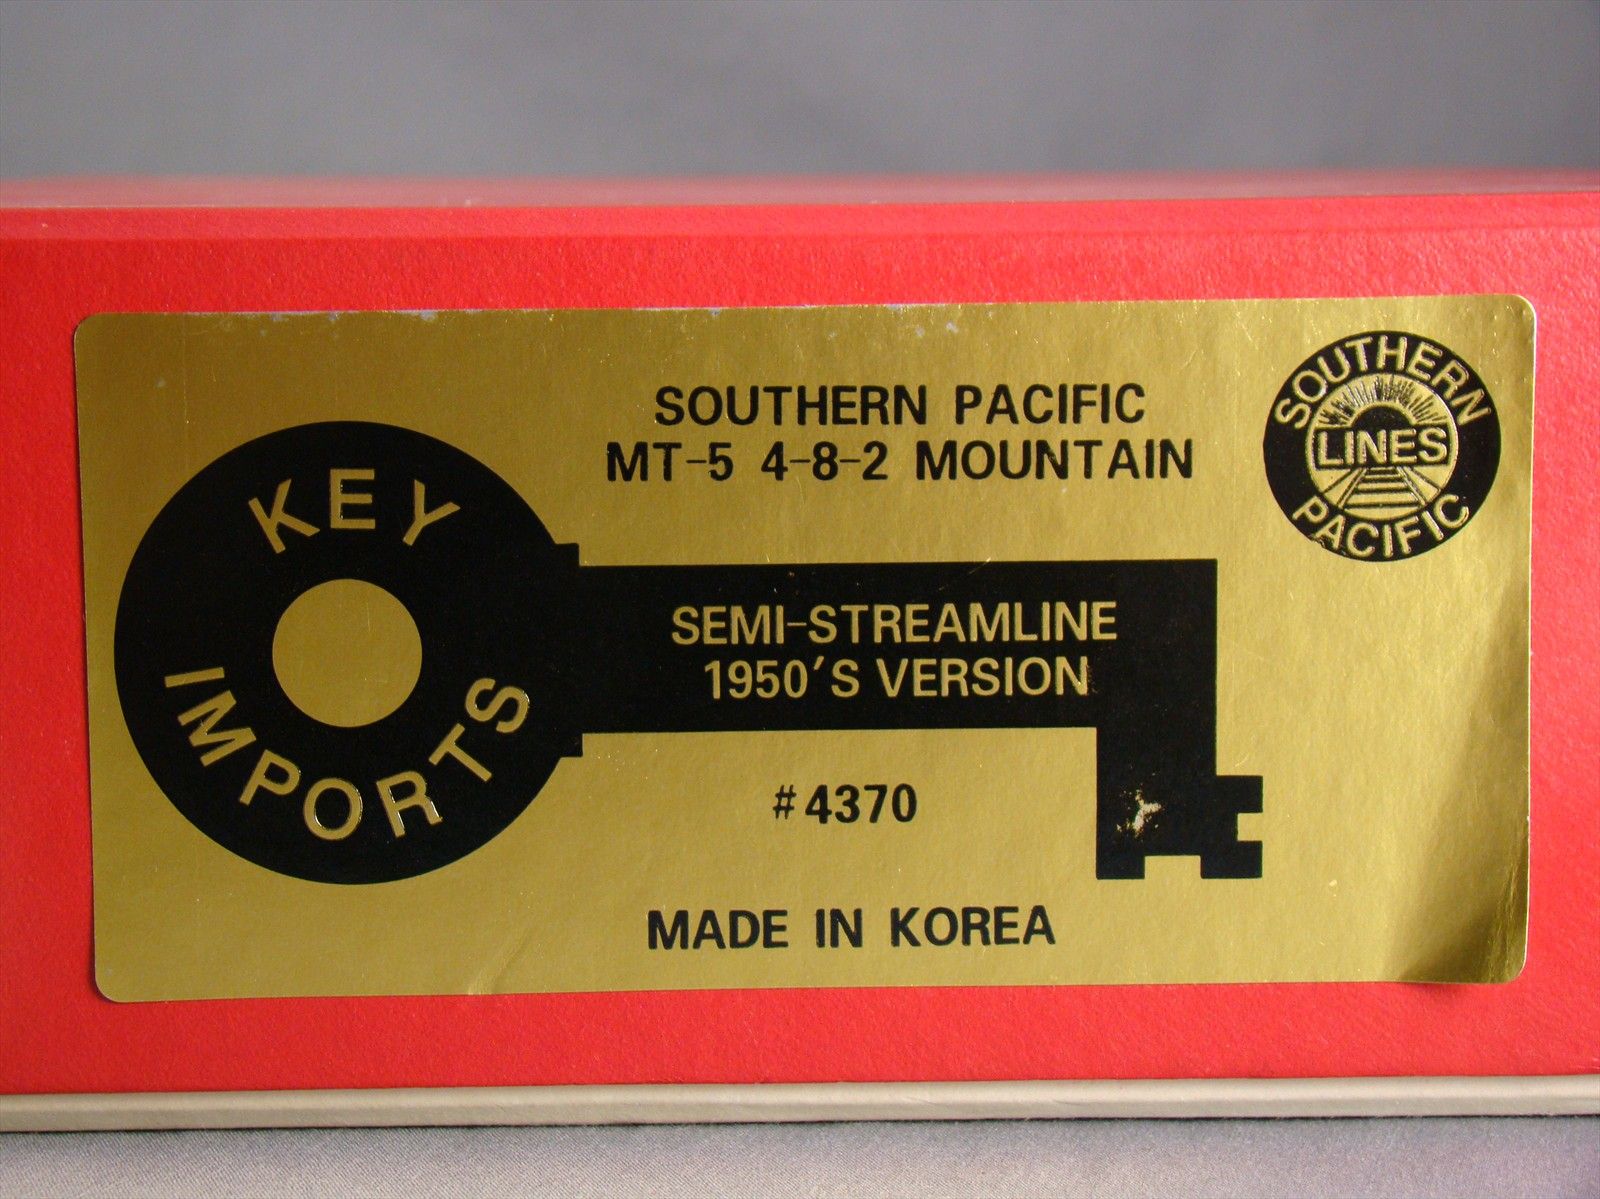 SOUTHERN PACIFIC
MT-5 4-8-2 MOUNTAIN
SOUTHERN
LINES
PACIFIC
KEY
IMPORTS
SEMI-STREAMLINE
1950'S VERSION
#4370
MADE IN KOREA